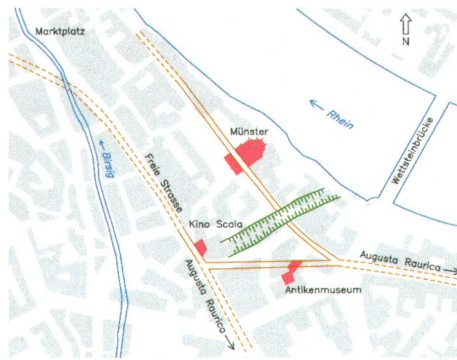 Marktplatz
N
Rhein
Münster
Wettsteinbrücke
Birsig
Freie Strasse
Kino Scala
Augusta Raurica
Augusta Raurica
Antikenmuseum